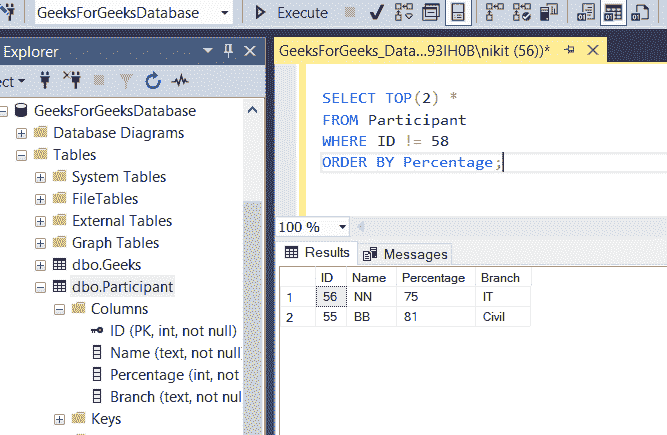 GeeksForGeeksDatabase
Execute
Explorer
GeeksForGeeks_Data...93IH0B\nikit (56))*
GeeksForGeeksDatabase
Database Diagrams
Tables
System Tables
FileTables
External Tables
Graph Tables
dbo.Geeks
dbo.Participant
Columns
ID (PK, int, not null)
Name (text, not null
Percentage (int, not
Branch (text, not nul
Keys
SELECT TOP(2) *
FROM Participant
WHERE ID != 58
ORDER BY Percentage;
100 %
Results Messages
ID Name Percentage Branch
1 56 NN 75 IT
2 55 BB 81 Civil